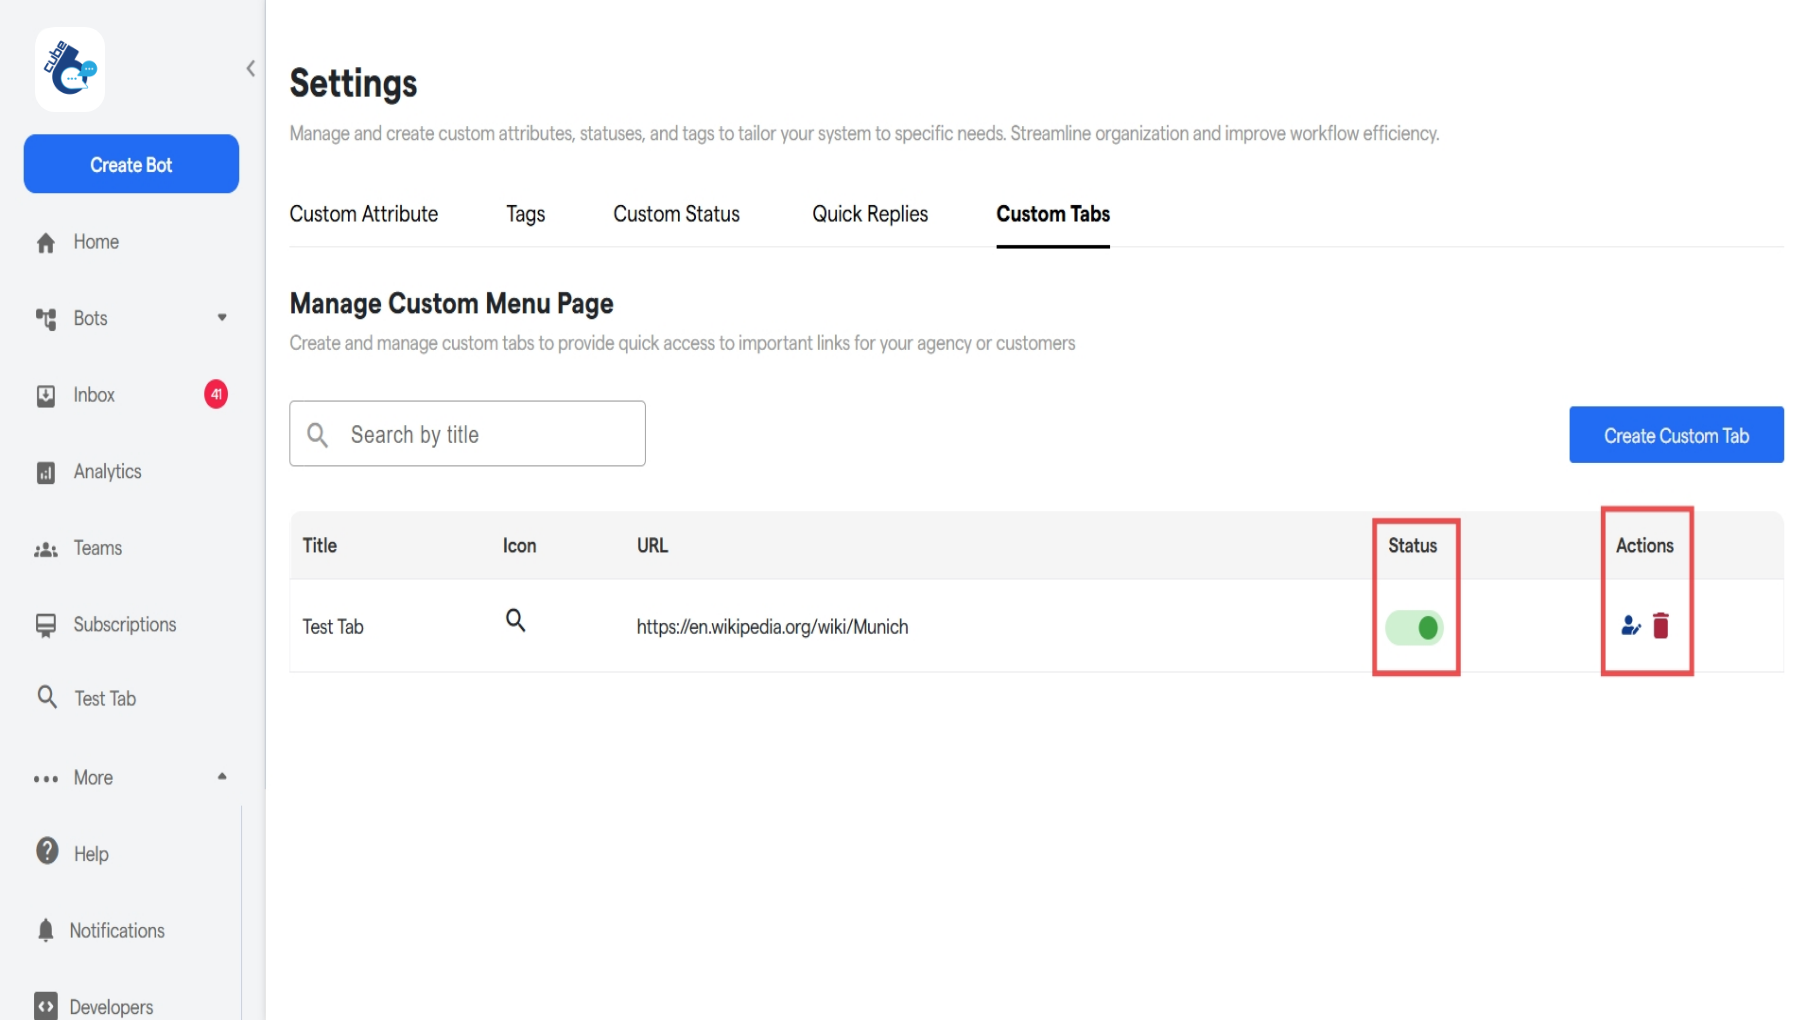 cube
Create Bot
Home
Bots
Inbox
41
Analytics
Teams
Subscriptions
Test Tab
More
Help
Notifications
Developers
Settings
Manage and create custom attributes, statuses, and tags to tailor your system to specific needs. Streamline organization and improve workflow efficiency.
Custom Attribute Tags Custom Status Quick Replies Custom Tabs
Manage Custom Menu Page
Create and manage custom tabs to provide quick access to important links for your agency or customers
Search by title
Create Custom Tab
Title Icon URL Status Actions
Test Tab https://en.wikipedia.org/wiki/Munich